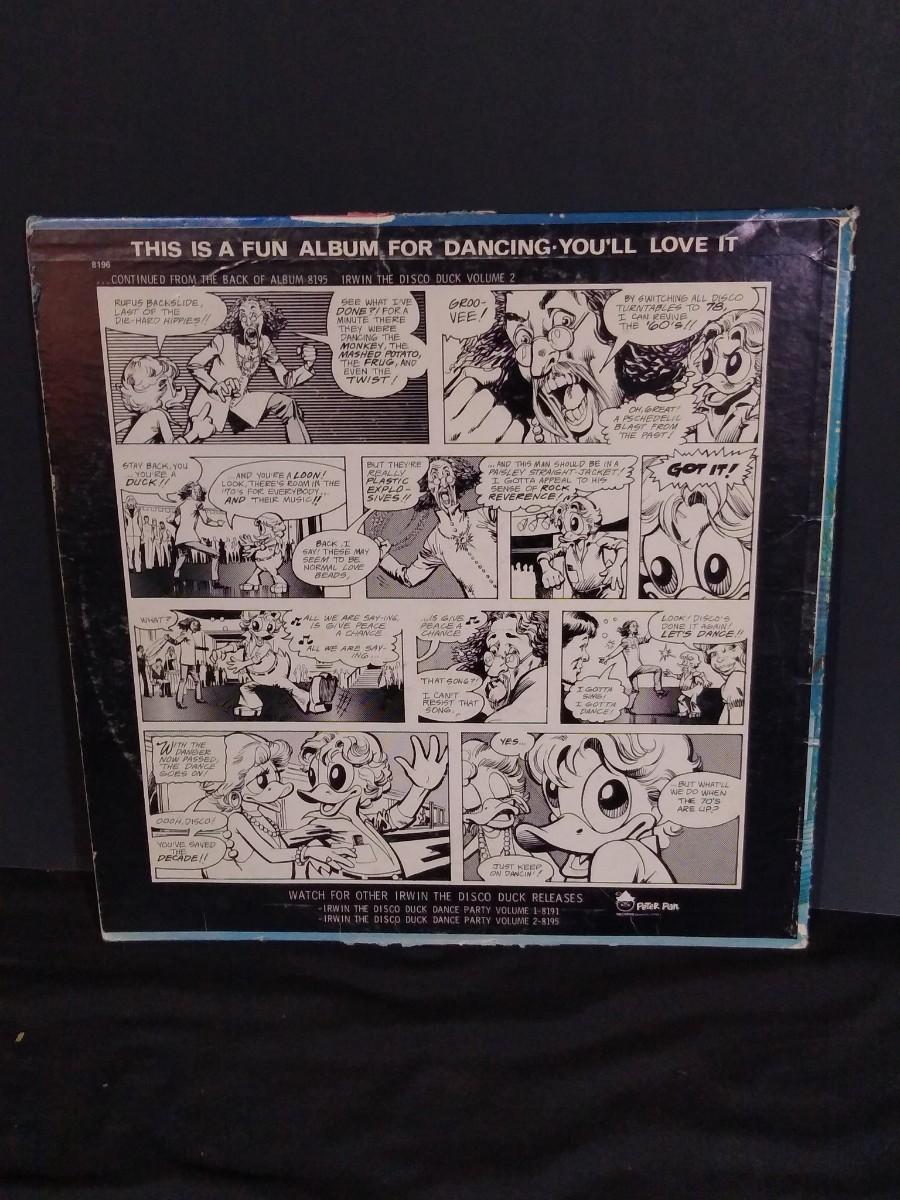 THIS IS A FUN ALBUM FOR DANCING·YOU'LL LOVE IT
8196
...CONTINUED FROM THE BACK OF ALBUM 8195 IRWIN THE DISCO DUCK VOLUME 2
RUFUS BACKSLIDE,
LAST OF THE
DIE-HARD HIPPIES!!
SEE WHAT I'VE
DONE?! FOR A
MINUTE THERE
THEY WERE
DANCING THE
MONKEY, THE
MASHED POTATO,
THE FRUG, AND
EVEN THE
TWIST!
GROO-
VEE!
BY SWITCHING ALL DISCO
TURNTABLES TO 78,
I CAN REVIVE
THE '60'S!!
OH, GREAT!
A PSCHEDELIC
BLAST FROM
THE PAST!
STAY BACK, YOU
YOU'RE A
DUCK!!
AND YOU'RE A LOON!
LOOK, THERE'S ROOM IN THE
'70'S FOR EVERYBODY...
AND THEIR MUSIC!!
BACK, I
SAY! THESE MAY
SEEM TO BE
NORMAL LOVE
BEADS,
BUT THEY'RE
REALLY
PLASTIC
EXPLO-
SIVES!!
...AND THIS MAN SHOULD BE IN A
PAISLEY STRAIGHT-JACKET!
I GOTTA APPEAL TO HIS
SENSE OF ROCK
REVERENCE!
GOT IT!
WHAT?
ALL WE ARE SAY-ING,
IS GIVE PEACE
A CHANCE
ALL WE ARE SAY-
ING...
...IS GIVE
PEACE A
CHANCE
THAT SONG?!
I CAN'T
RESIST THAT
SONG.
I GOTTA
SING!
I GOTTA
DANCE!
LOOK! DISCO'S
DONE IT AGAIN!
LET'S DANCE!!
WITH THE
DANGER
NOW PASSED,
THE DANCE
GOES ON!
OOOH, DISCO!
YOU'VE SAVED
THE
DECADE!!
YES...
...BUT WHAT'LL
WE DO WHEN
THE 70'S
ARE UP?
JUST KEEP
ON DANCIN'!
WATCH FOR OTHER IRWIN THE DISCO DUCK RELEASES
-IRWIN THE DISCO DUCK DANCE PARTY VOLUME 1-8191
-IRWIN THE DISCO DUCK DANCE PARTY VOLUME 2-8195
Peter Pan
RECORDS